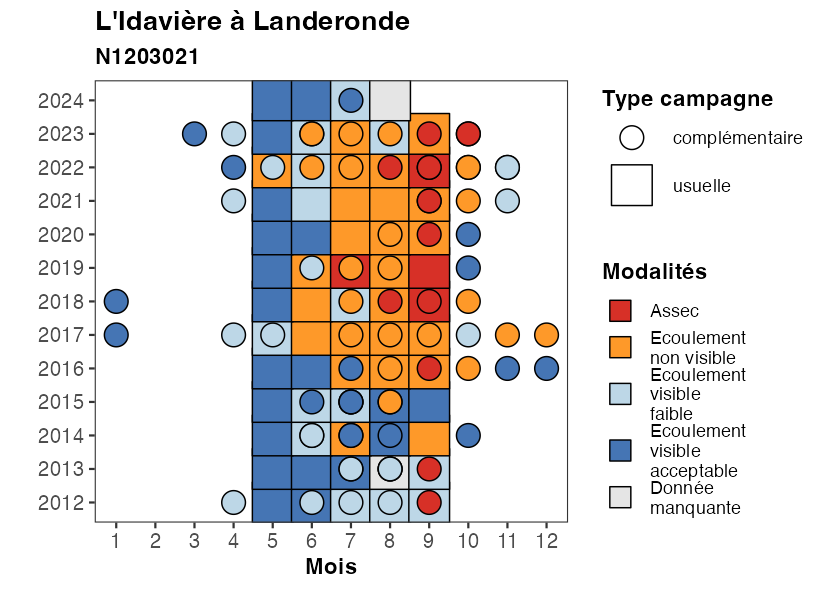 L'Idavière à Landeronde
N1203021
2024
2023
2022
2021
2020
2019
2018
2017
2016
2015
2014
2013
2012
1 2 3 4 5 6 7 8 9 10 11 12
Mois
Type campagne
complémentaire
usuelle
Modalités
Assec
Ecoulement
non visible
Ecoulement
visible
faible
Ecoulement
visible
acceptable
Donnée
manquante